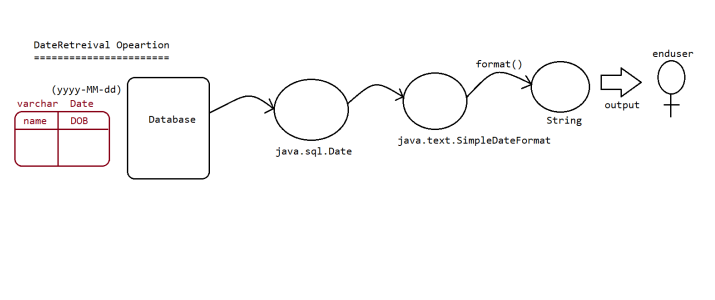 DateRetreival Opeartion
=======================
(yyyy-MM-dd)
varchar Date
name DOB
Database
java.sql.Date
java.text.SimpleDateFormat
format()
String
output
enduser